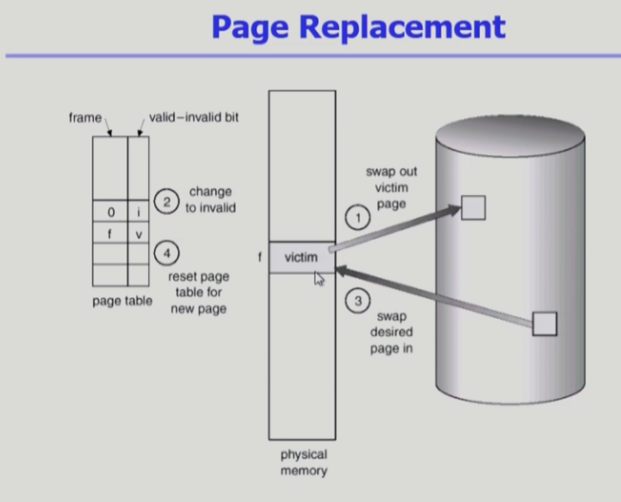 Page Replacement
frame
valid–invalid bit
0 i
f v
2
change
to invalid
4
reset page
table for
new page
page table
f
victim
1
swap out
victim
page
3
swap
desired
page in
physical
memory